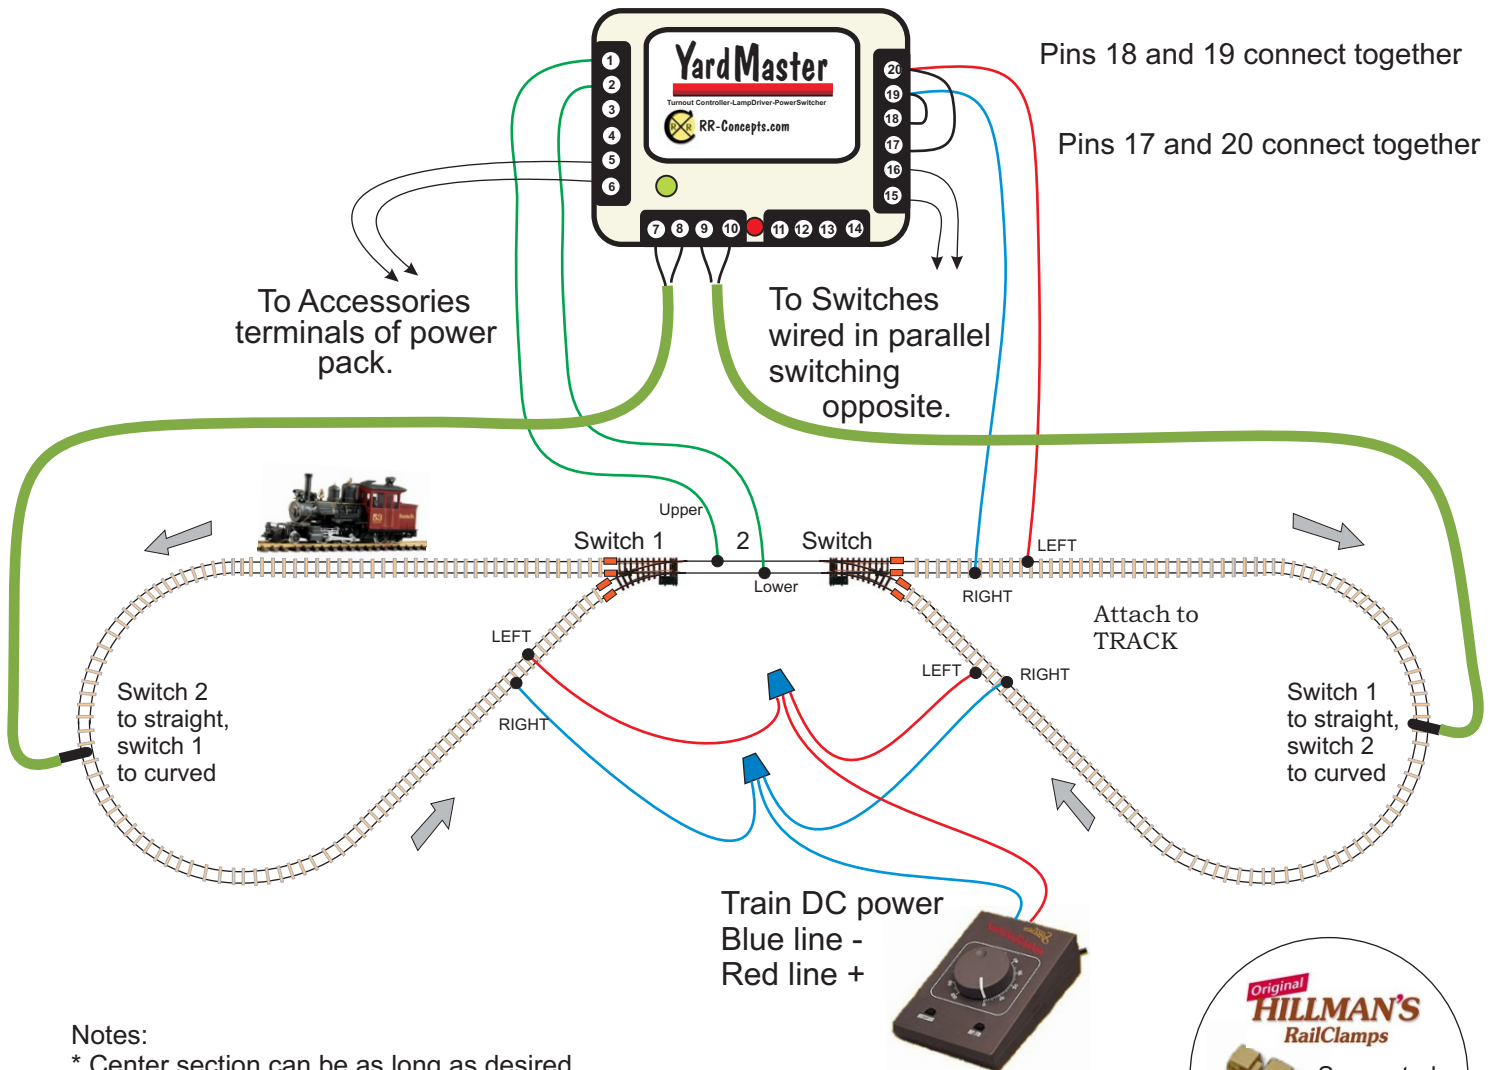 YardMaster
Turnout Controller-LampDriver-PowerSwitcher
R R
RR-Concepts.com
1
2
3
4
5
6
7
8
9
10
11
12
13
14
20
19
18
17
16
15
Pins 18 and 19 connect together
Pins 17 and 20 connect together
To Accessories
terminals of power
pack.
To Switches
wired in parallel
switching
opposite.
Upper
Switch 1
2
Switch
Lower
LEFT
RIGHT
Attach to
TRACK
LEFT
RIGHT
LEFT
RIGHT
Switch 2
to straight,
switch 1
to curved
Switch 1
to straight,
switch 2
to curved
Train DC power
Blue line -
Red line +
Original
HILLMAN'S
RailClamps
Notes:
* Center section can be as long as desired